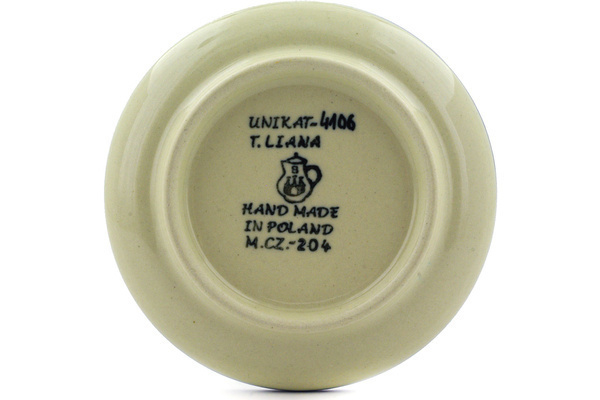 UNIKAT-4106
T.LIANA
B
HAND MADE
IN POLAND
M.CZ.-204